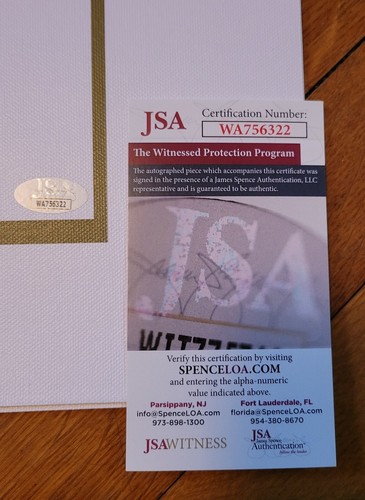 JSA
Certification Number:
WA756322
The Witnessed Protection Program
The autographed piece which accompanies this certificate was
signed in the presence of a James Spence Authentication, LLC
representative and is guaranteed to be authentic.
JSA
WA756322
JSA
Verify this certification by visiting
SPENCELOA.COM
and entering the alpha-numeric
value indicated above.
Parsippany, NJ
info@SpenceLOA.com
973-898-1300
Fort Lauderdale, FL
florida@SpenceLOA.com
954-380-8670
JSAWITNESS
JSA
James Spence
Authentication